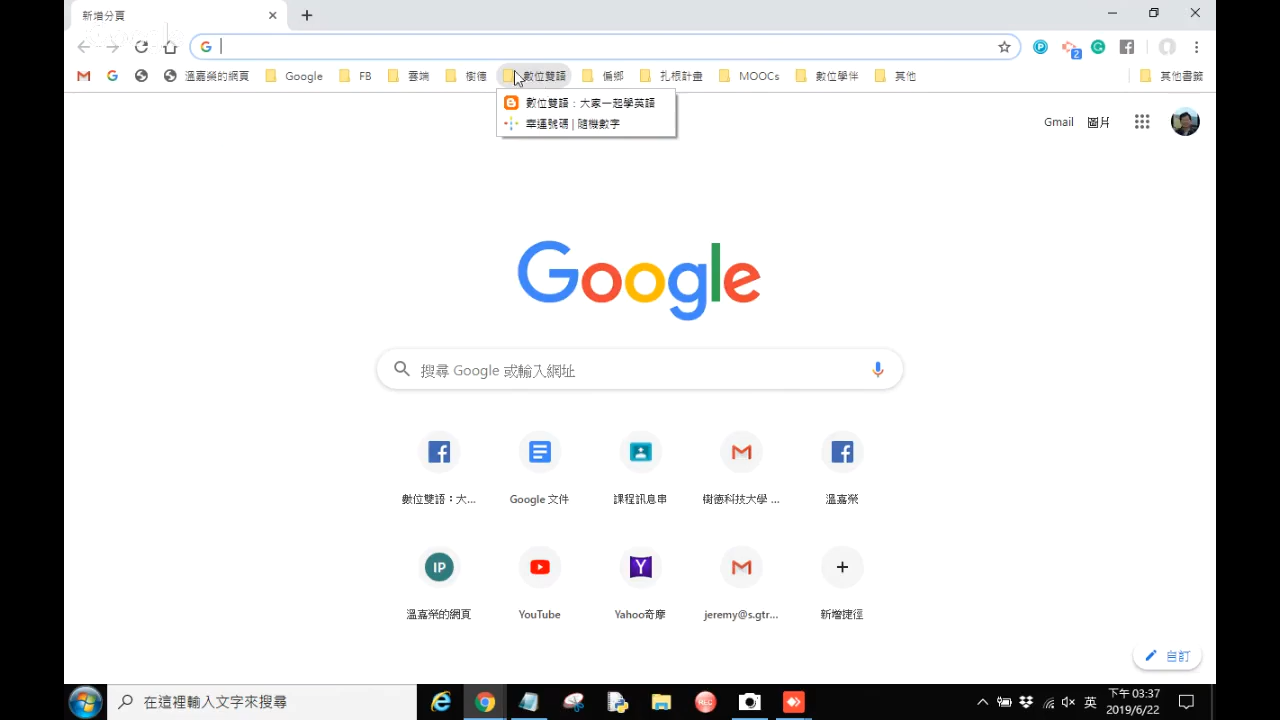 新增分頁
溫嘉榮的網頁 Google FB 雲端 樹德 數位雙語 偏鄉 扎根計畫 MOOCs 數位學伴 其他 其他書籤
數位雙語：大家一起學英語
幸運號碼 | 隨機數字
Gmail 圖片
Google
搜尋 Google 或輸入網址
數位雙語：大... Google 文件 課程訊息串 樹德科技大學 ... 溫嘉榮
IP
溫嘉榮的網頁 YouTube Yahoo奇摩 jeremy@s.gtr... 新增捷徑
自訂
在這裡輸入文字來搜尋
REC
英
下午 03:37
2019/6/22